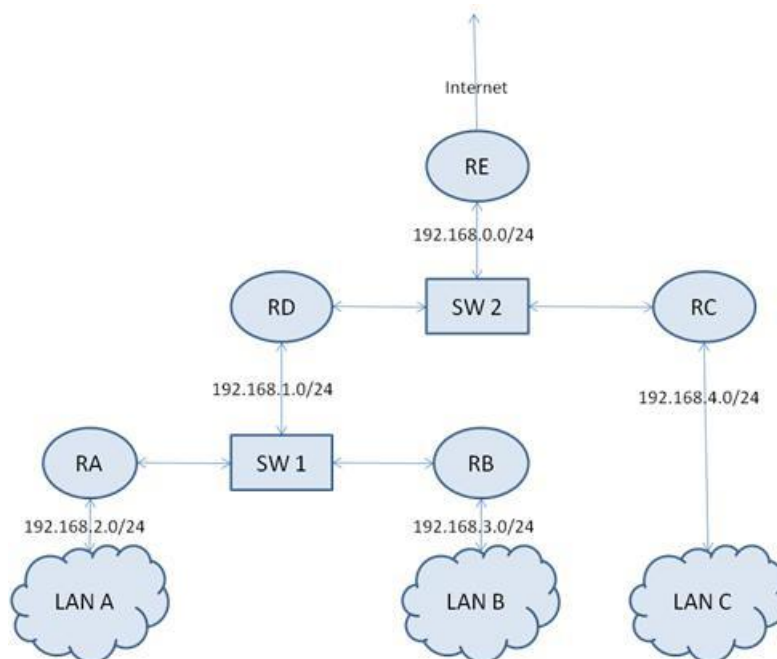 Internet
RE
192.168.0.0/24
RD
SW 2
RC
192.168.1.0/24
192.168.4.0/24
RA
SW 1
RB
192.168.2.0/24
192.168.3.0/24
LAN A
LAN B
LAN C